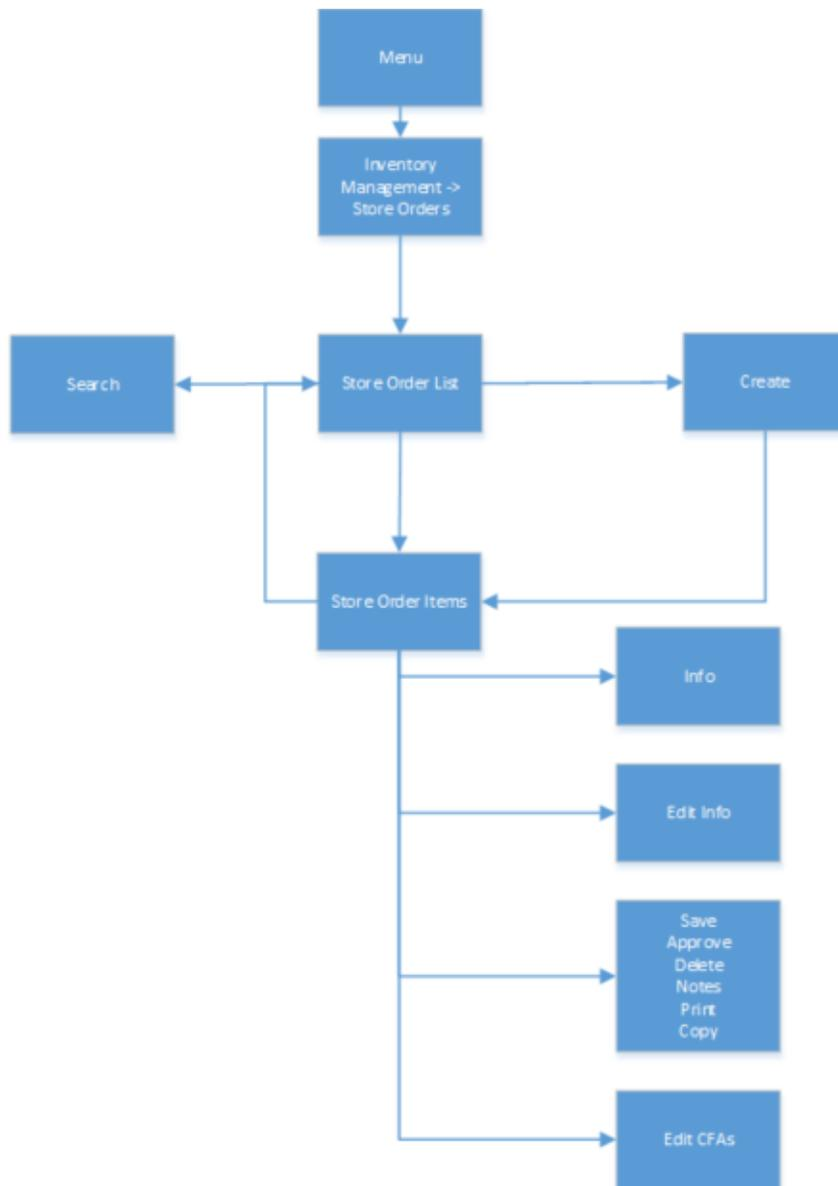 Menu
Inventory
Management ->
Store Orders
Search
Store Order List
Create
Store Order Items
Info
Edit Info
Save
Approve
Delete
Notes
Print
Copy
Edit CFAs